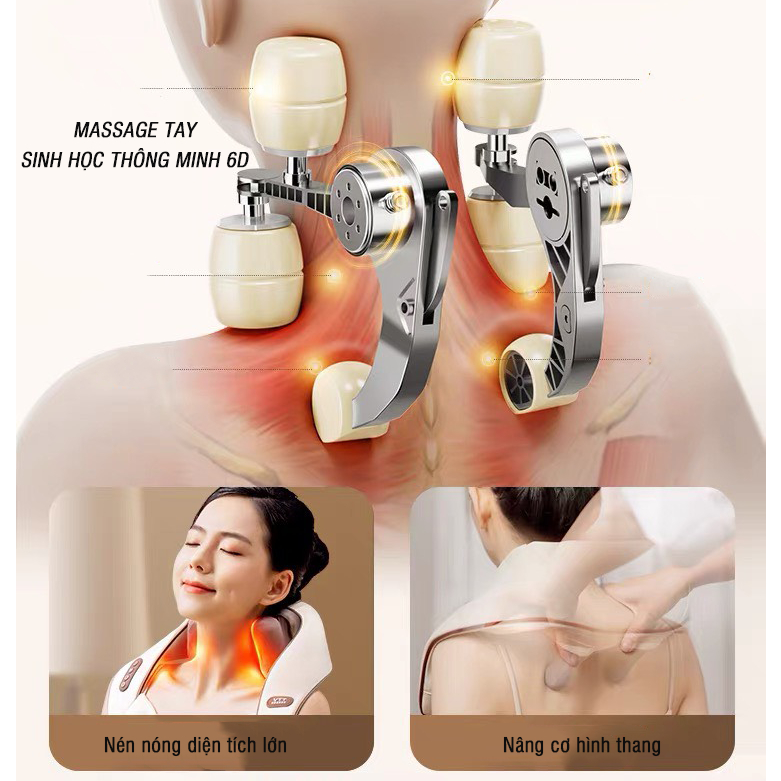 MASSAGE TAY
SINH HỌC THÔNG MINH 6D
Nén nóng diện tích lớn
Nâng cơ hình thang